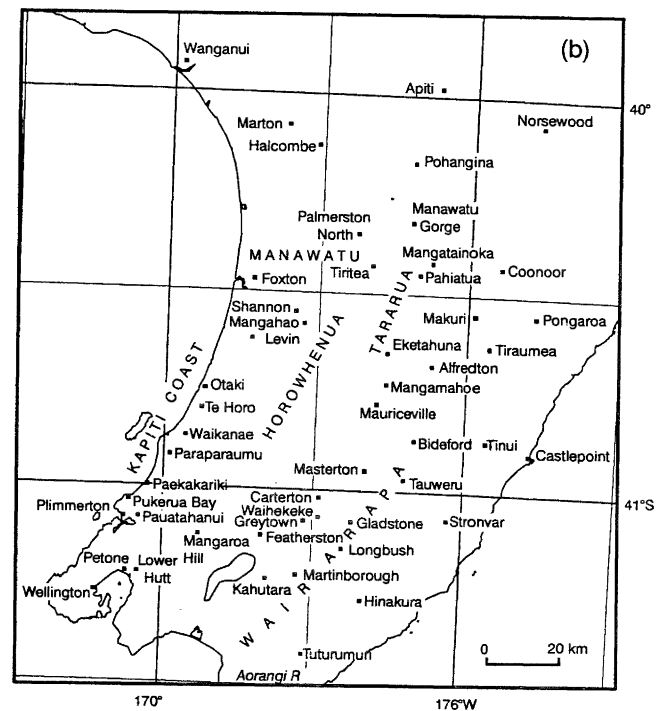 (b)
Wanganui
Apiti
40°
Marton
Norsewood
Halcombe
Pohangina
Palmerston
North
Manawatu
Gorge
MANAWATU
Mangatainoka
Tiritea
Pahiatua
Coonoor
Foxton
Shannon
Mangahao
Levin
Makuri
Pongaroa
HOROWHENUA
TARARUA
Eketahuna
Tiraumea
Alfredton
KAPITI COAST
Otaki
Mangamahoe
Te Horo
Mauriceville
Waikanae
Bideford
Tinui
Paraparaumu
Castlepoint
Masterton
Paekakariki
Tauweru
Carterton
41°S
Plimmerton
Pukerua Bay
Waihekeke
Pauatahanui
Greytown
Gladstone
Stronvar
Mangaroa
Featherston
Longbush
Petone
Lower
Hutt
Hill
Wellington
Kahutara
Martinborough
Hinakura
WAIRARAPA
Tuturumuri
Aorangi R
0 20 km
170°
176°W